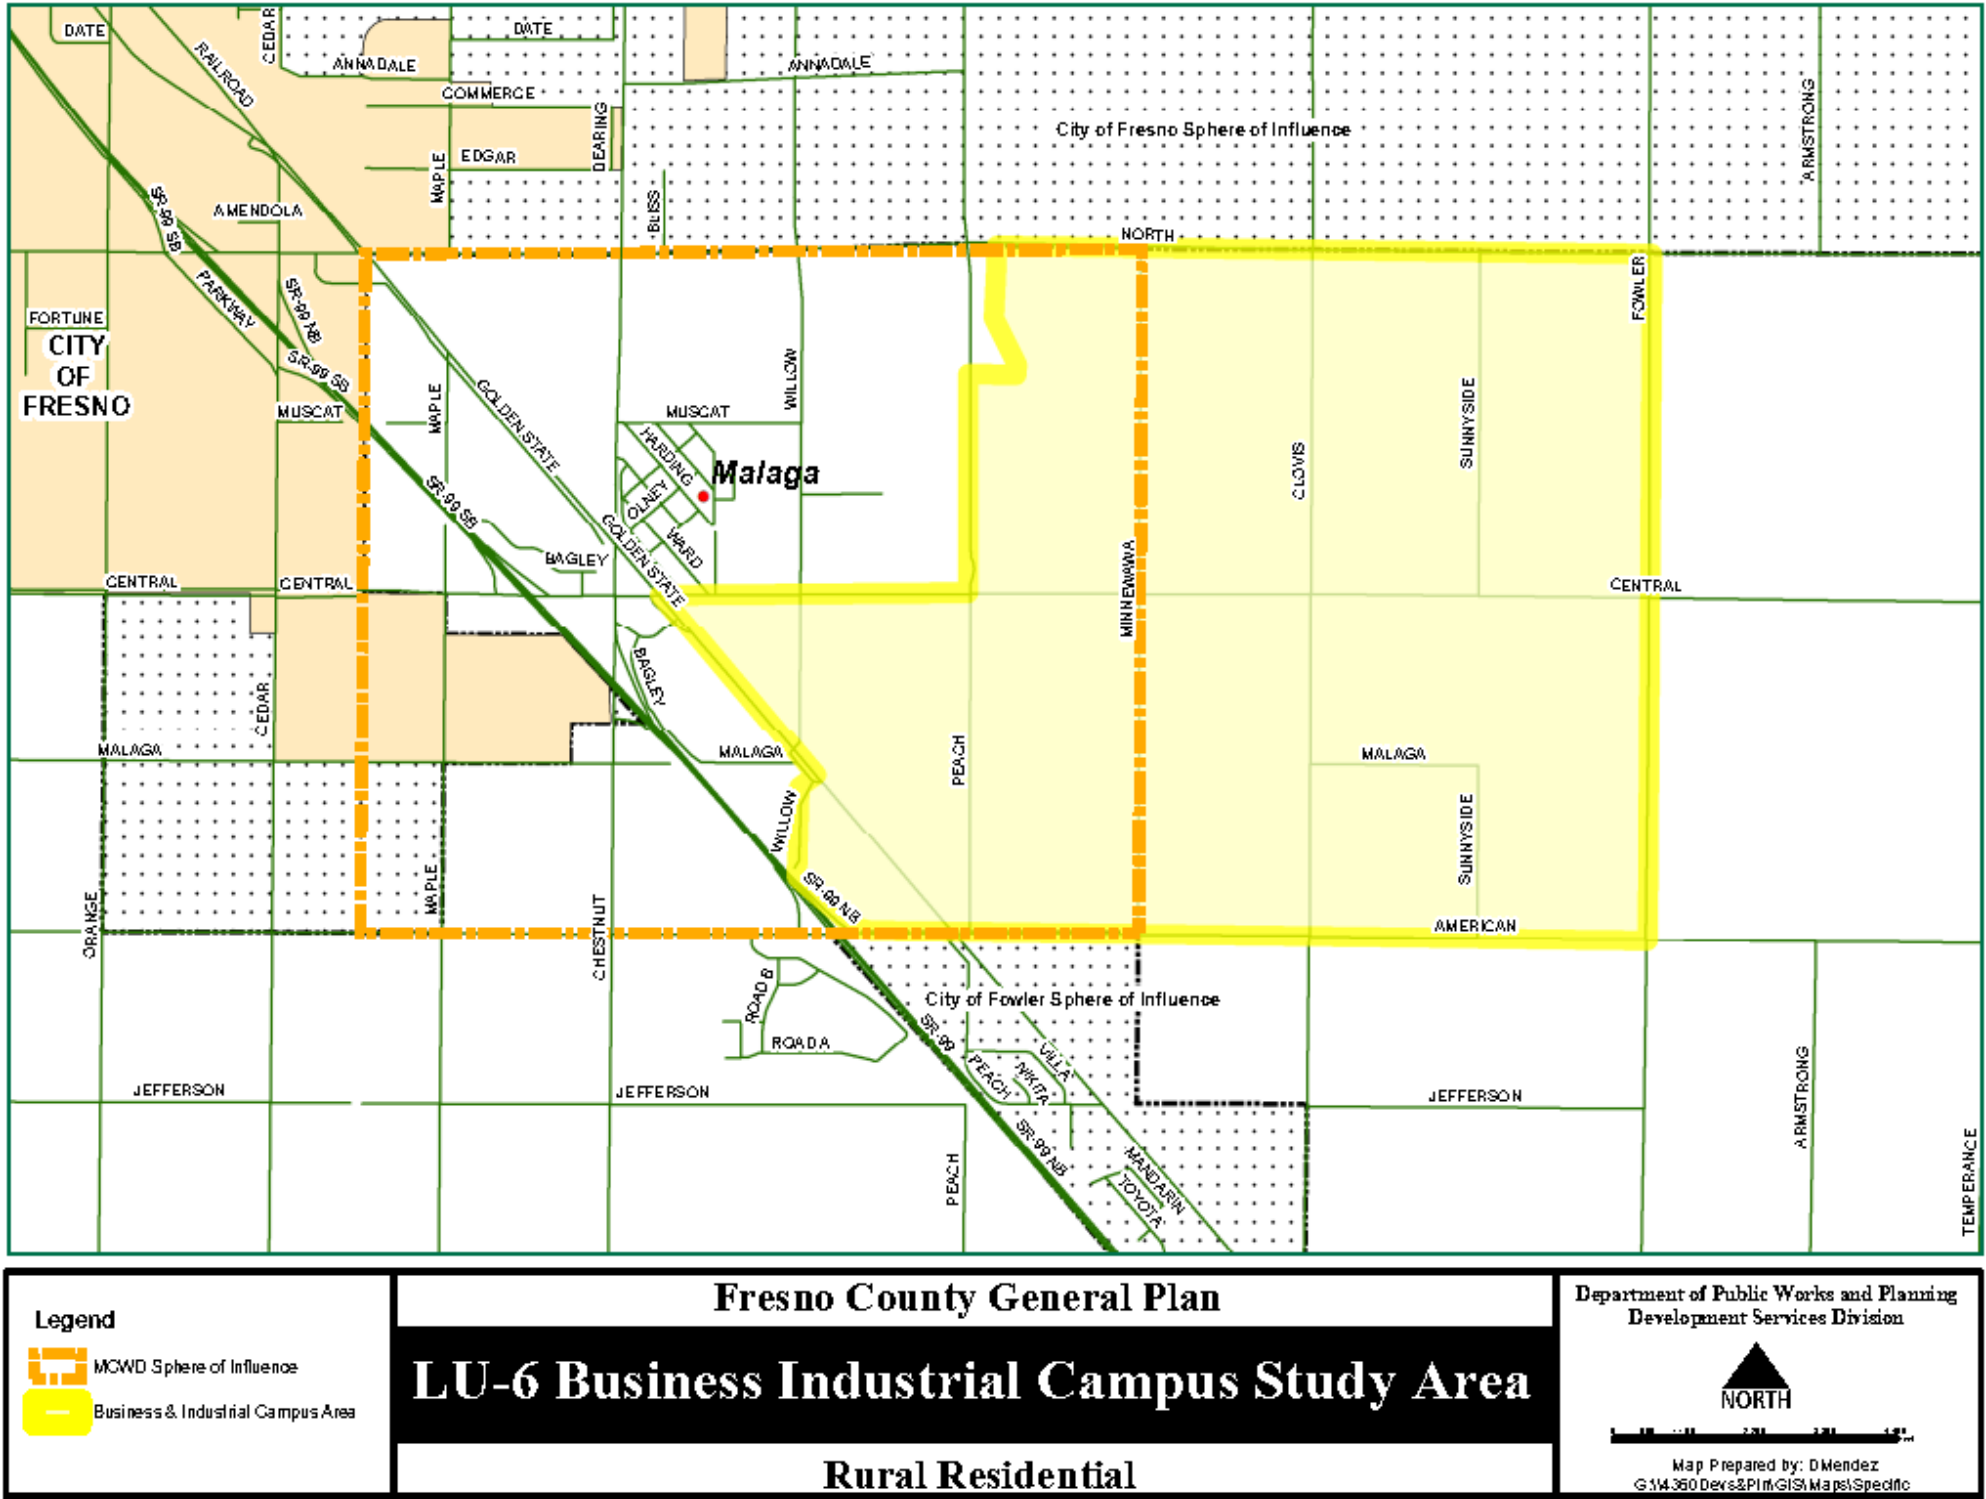 DATE
CEDAR
DATE
RAILROAD
ANNADALE
ANNADALE
COMMERCE
DEARING
ARMSTRONG
City of Fresno Sphere of Influence
EDGAR
MAPLE
BLISS
SR-99 SB
AMENDOLA
NORTH
PARKWAY
SR-99 NB
FOWLER
FORTUNE
CITY
OF
FRESNO
SR-99 SB
MUSCAT
MAPLE
GOLDEN STATE
WILLOW
MUSCAT
HARDING
Malaga
OLNEY
WARD
SUNNYSIDE
CLOVIS
SR-99 SB
GOLDEN STATE
BAGLEY
MINNEWAWA
CENTRAL
CENTRAL
CENTRAL
BAGLEY
CEDAR
MALAGA
MALAGA
PEACH
MALAGA
WILLOW
SUNNYSIDE
ORANGE
MAPLE
CHESTNUT
SR-99 NB
AMERICAN
ROAD B
City of Fowler Sphere of Influence
ROAD A
SR-99
PEACH
NIKITA
VILLA
JEFFERSON
JEFFERSON
JEFFERSON
ARMSTRONG
SR-99 NB
PEACH
MANDARIN
TOYOTA
TEMPERANCE
Legend
MCWD Sphere of Influence
Business & Industrial Campus Area
Fresno County General Plan
LU-6 Business Industrial Campus Study Area
Rural Residential
Department of Public Works and Planning
Development Services Division
NORTH
Map Prepared by: DMendez
G:\4360Devs&Pln\GIS\Maps\Specific